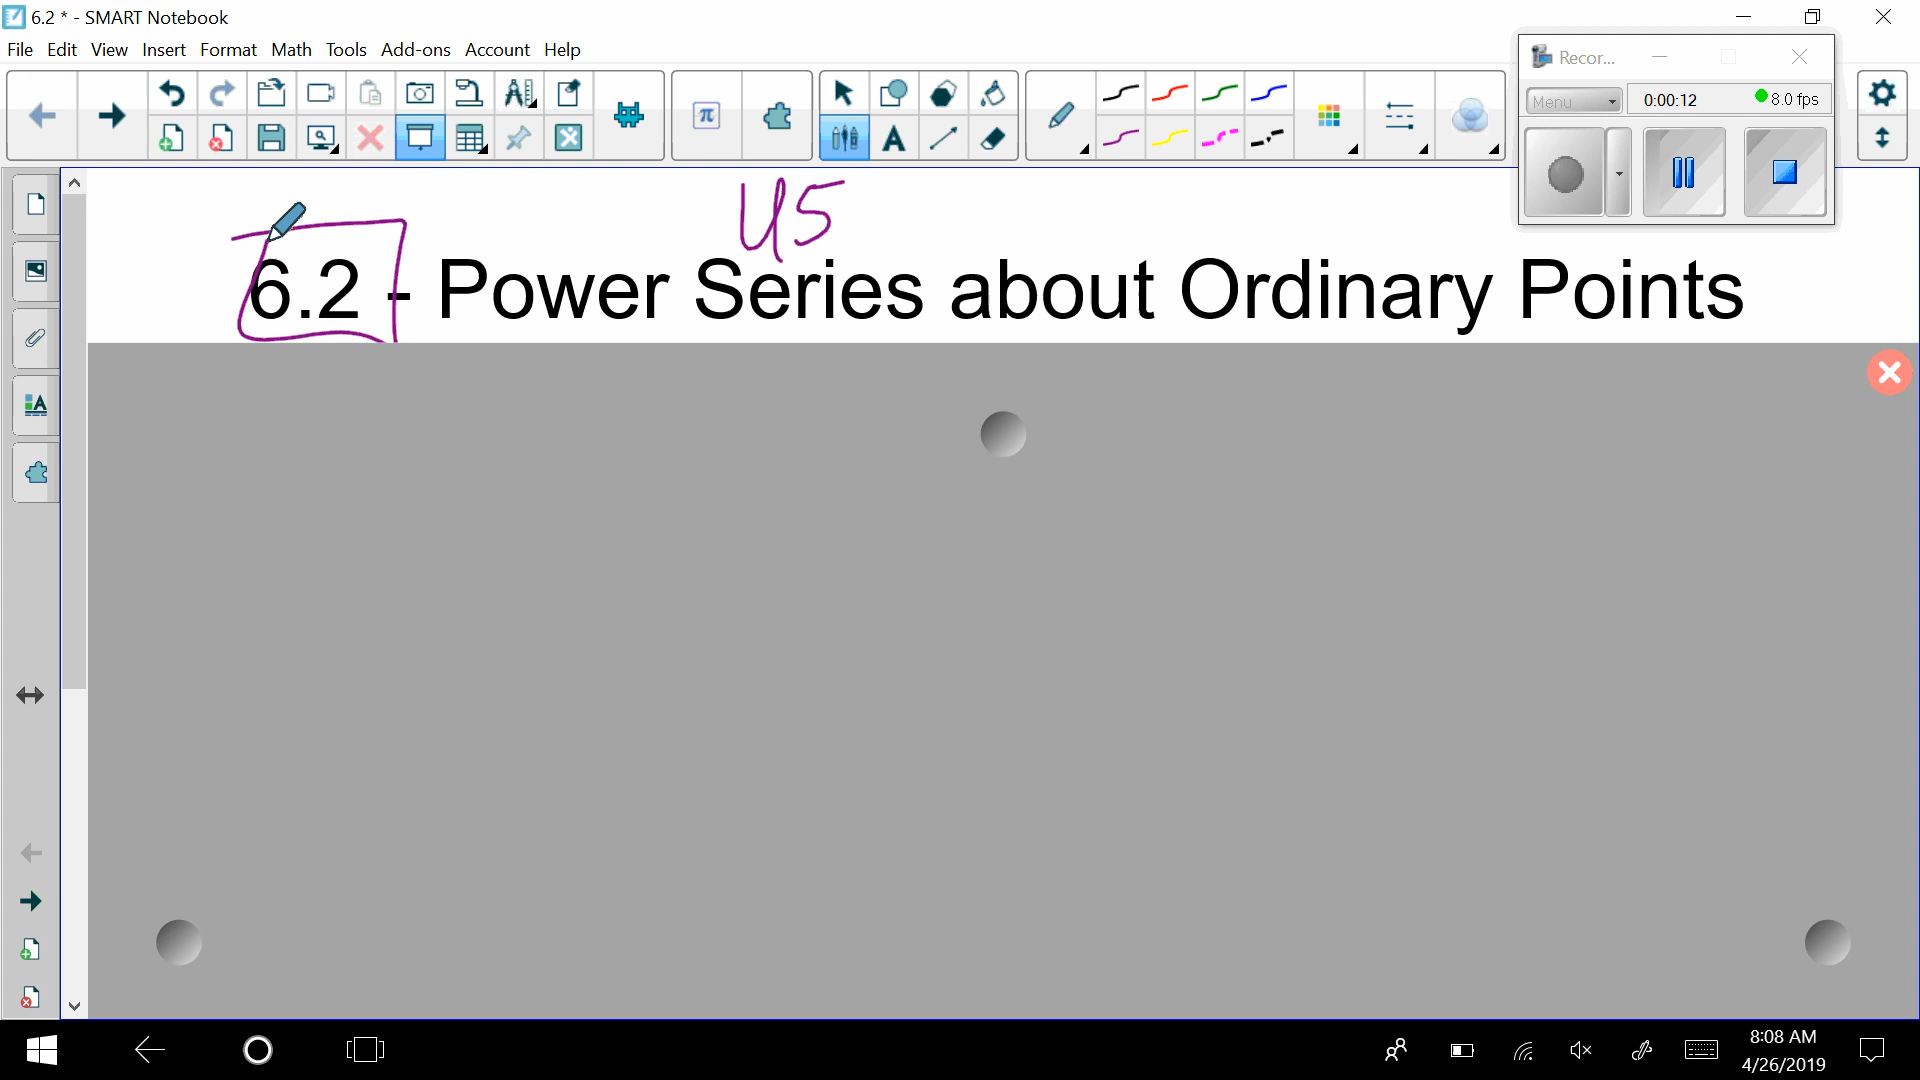 6.2 * - SMART Notebook
File Edit View Insert Format Math Tools Add-ons Account Help
Recor...
Menu 0:00:12 8.0 fps
π
A
A
U5
6.2 - Power Series about Ordinary Points
8:08 AM
4/26/2019